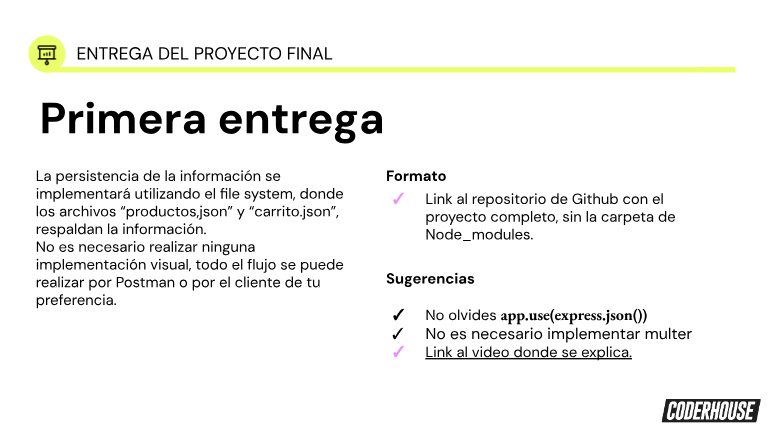 ENTREGA DEL PROYECTO FINAL
Primera entrega
La persistencia de la información se
implementará utilizando el file system, donde
los archivos “productos,json” y “carrito.json”,
respaldan la información.
No es necesario realizar ninguna
implementación visual, todo el flujo se puede
realizar por Postman o por el cliente de tu
preferencia.
Formato
✓ Link al repositorio de Github con el
proyecto completo, sin la carpeta de
Node_modules.
Sugerencias
✓ No olvides app.use(express.json())
✓ No es necesario implementar multer
✓ Link al video donde se explica.
CODERHOUSE